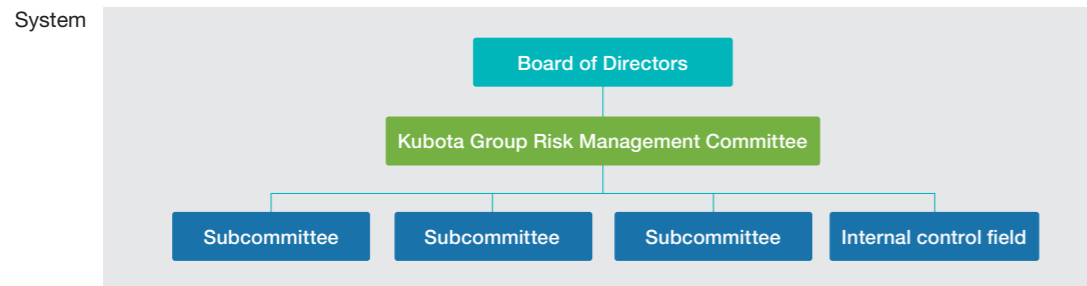 System
Board of Directors
Kubota Group Risk Management Committee
Subcommittee
Subcommittee
Subcommittee
Internal control field